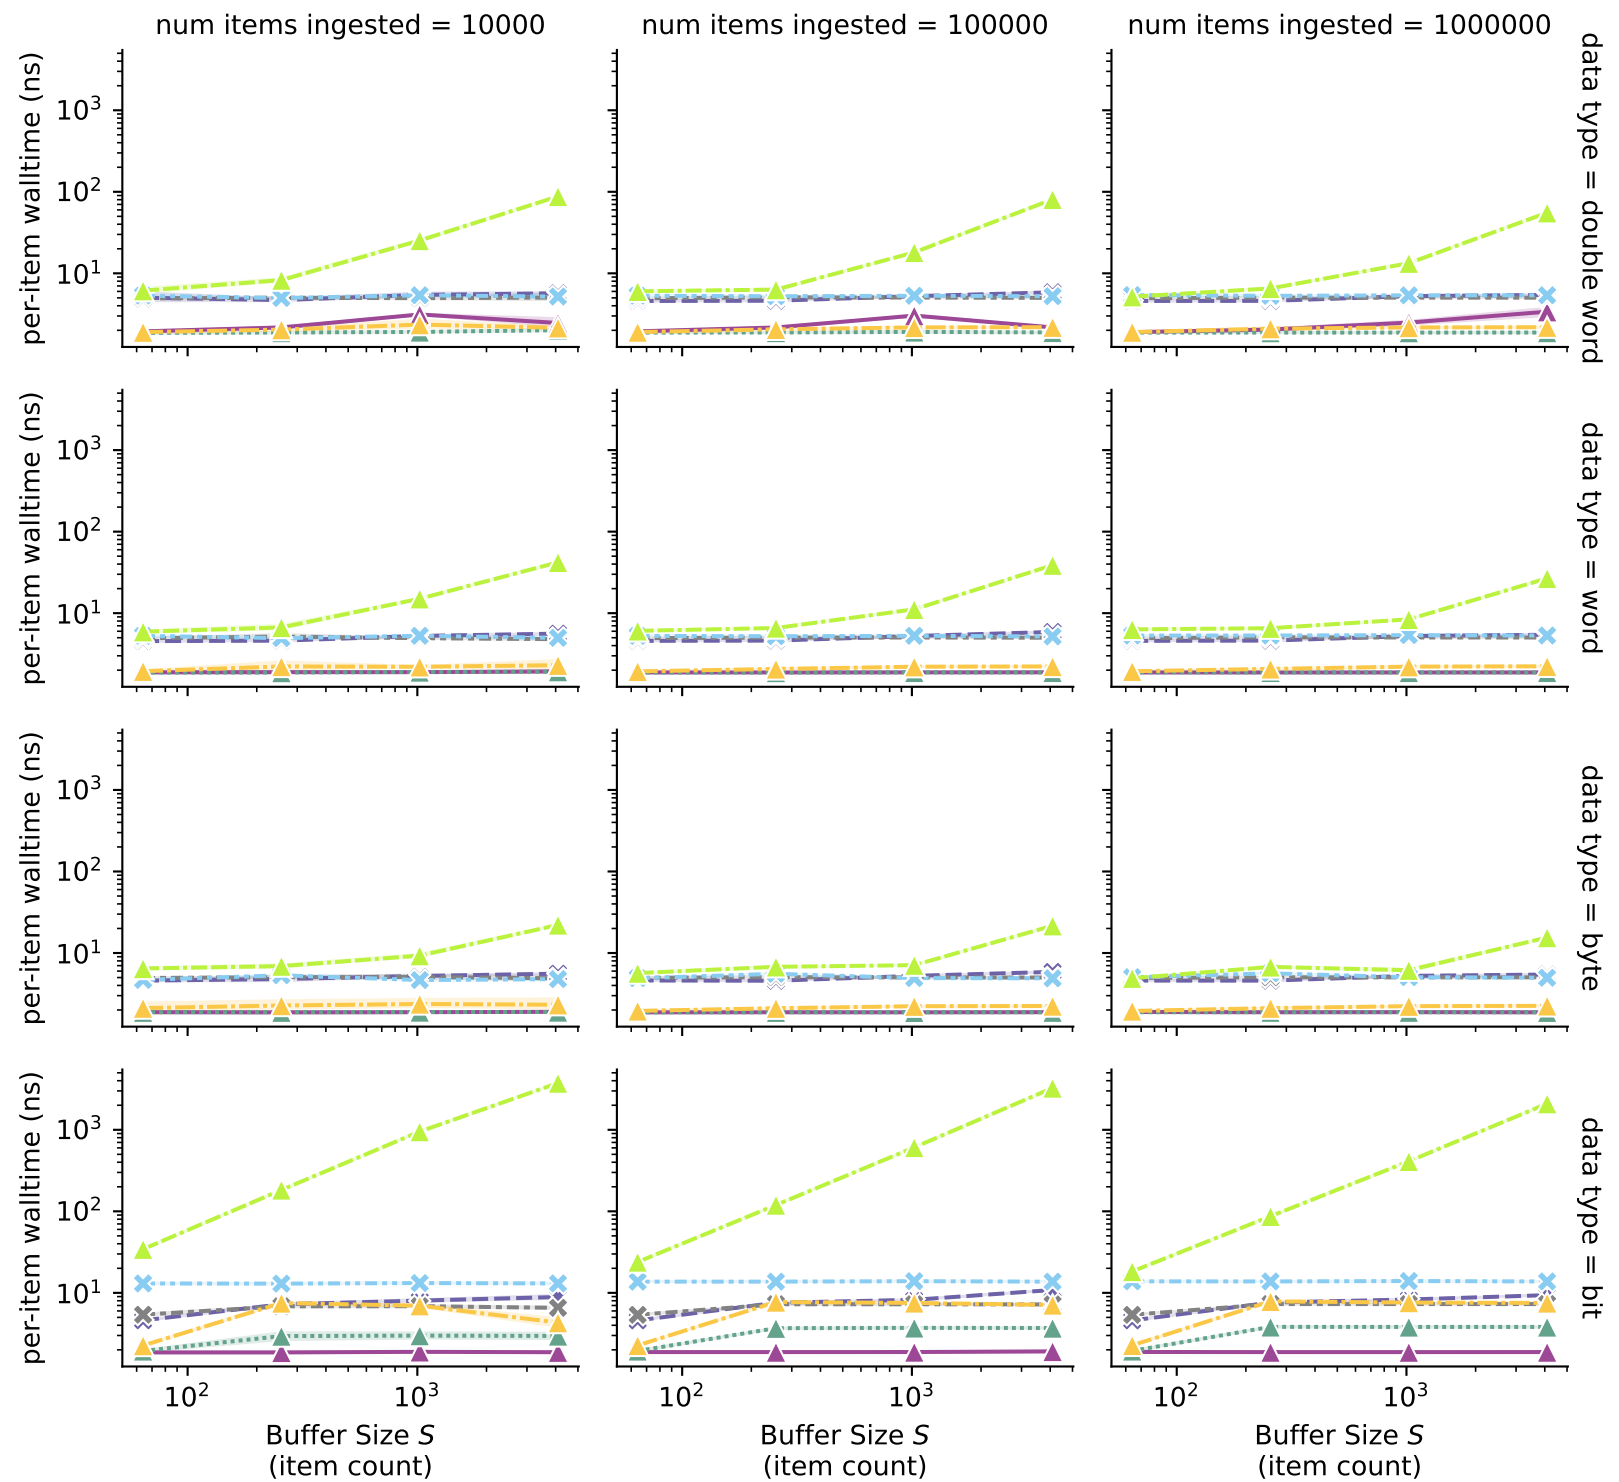 num items ingested = 10000
num items ingested = 100000
num items ingested = 1000000
per-item walltime (ns)
10³
10²
10¹
data type = double word
per-item walltime (ns)
10³
10²
10¹
data type = word
per-item walltime (ns)
10³
10²
10¹
data type = byte
per-item walltime (ns)
10³
10²
10¹
data type = bit
10² 10³
10² 10³
10² 10³
Buffer Size S
(item count)
Buffer Size S
(item count)
Buffer Size S
(item count)